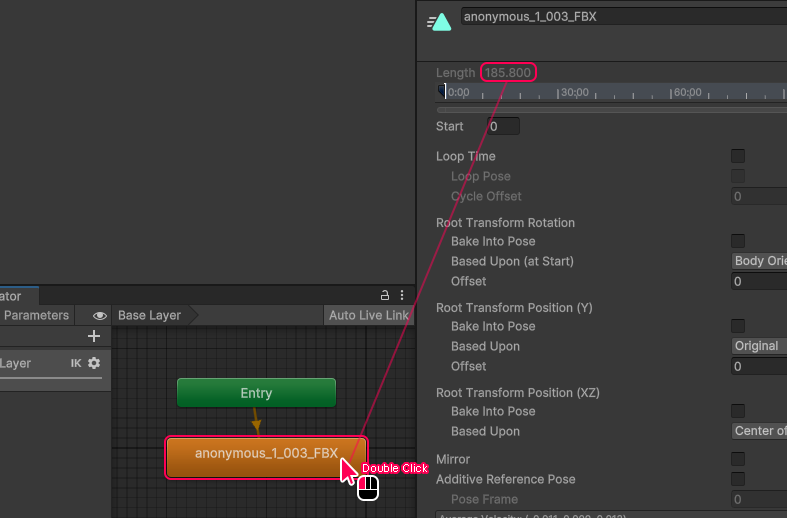 anonymous_1_003_FBX
Length 185.800
0:00 30:00 60:00
Start 0
Loop Time
Loop Pose
Cycle Offset 0
Root Transform Rotation
Bake Into Pose
Based Upon (at Start) Body Orie
Offset 0
Root Transform Position (Y)
Bake Into Pose
Based Upon Original
Offset 0
Root Transform Position (XZ)
Bake Into Pose
Based Upon Center of
Mirror
Additive Reference Pose
Pose Frame 0
ator
Parameters
Base Layer
Auto Live Link
Layer IK
Entry
anonymous_1_003_FBX
Double Click